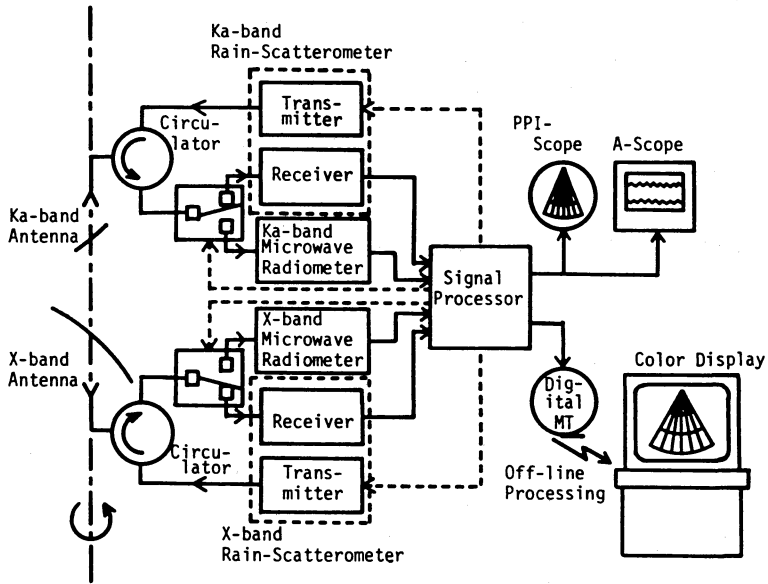 Ka-band
Rain-Scatterometer
Trans-
mitter
Circu-
lator
Receiver
PPI-
Scope
A-Scope
Ka-band
Antenna
Ka-band
Microwave
Radiometer
Signal
Processor
X-band
Microwave
Radiometer
X-band
Antenna
Color Display
Dig-
ital
MT
Receiver
Circu-
lator
Trans-
mitter
Off-line
Processing
X-band
Rain-Scatterometer